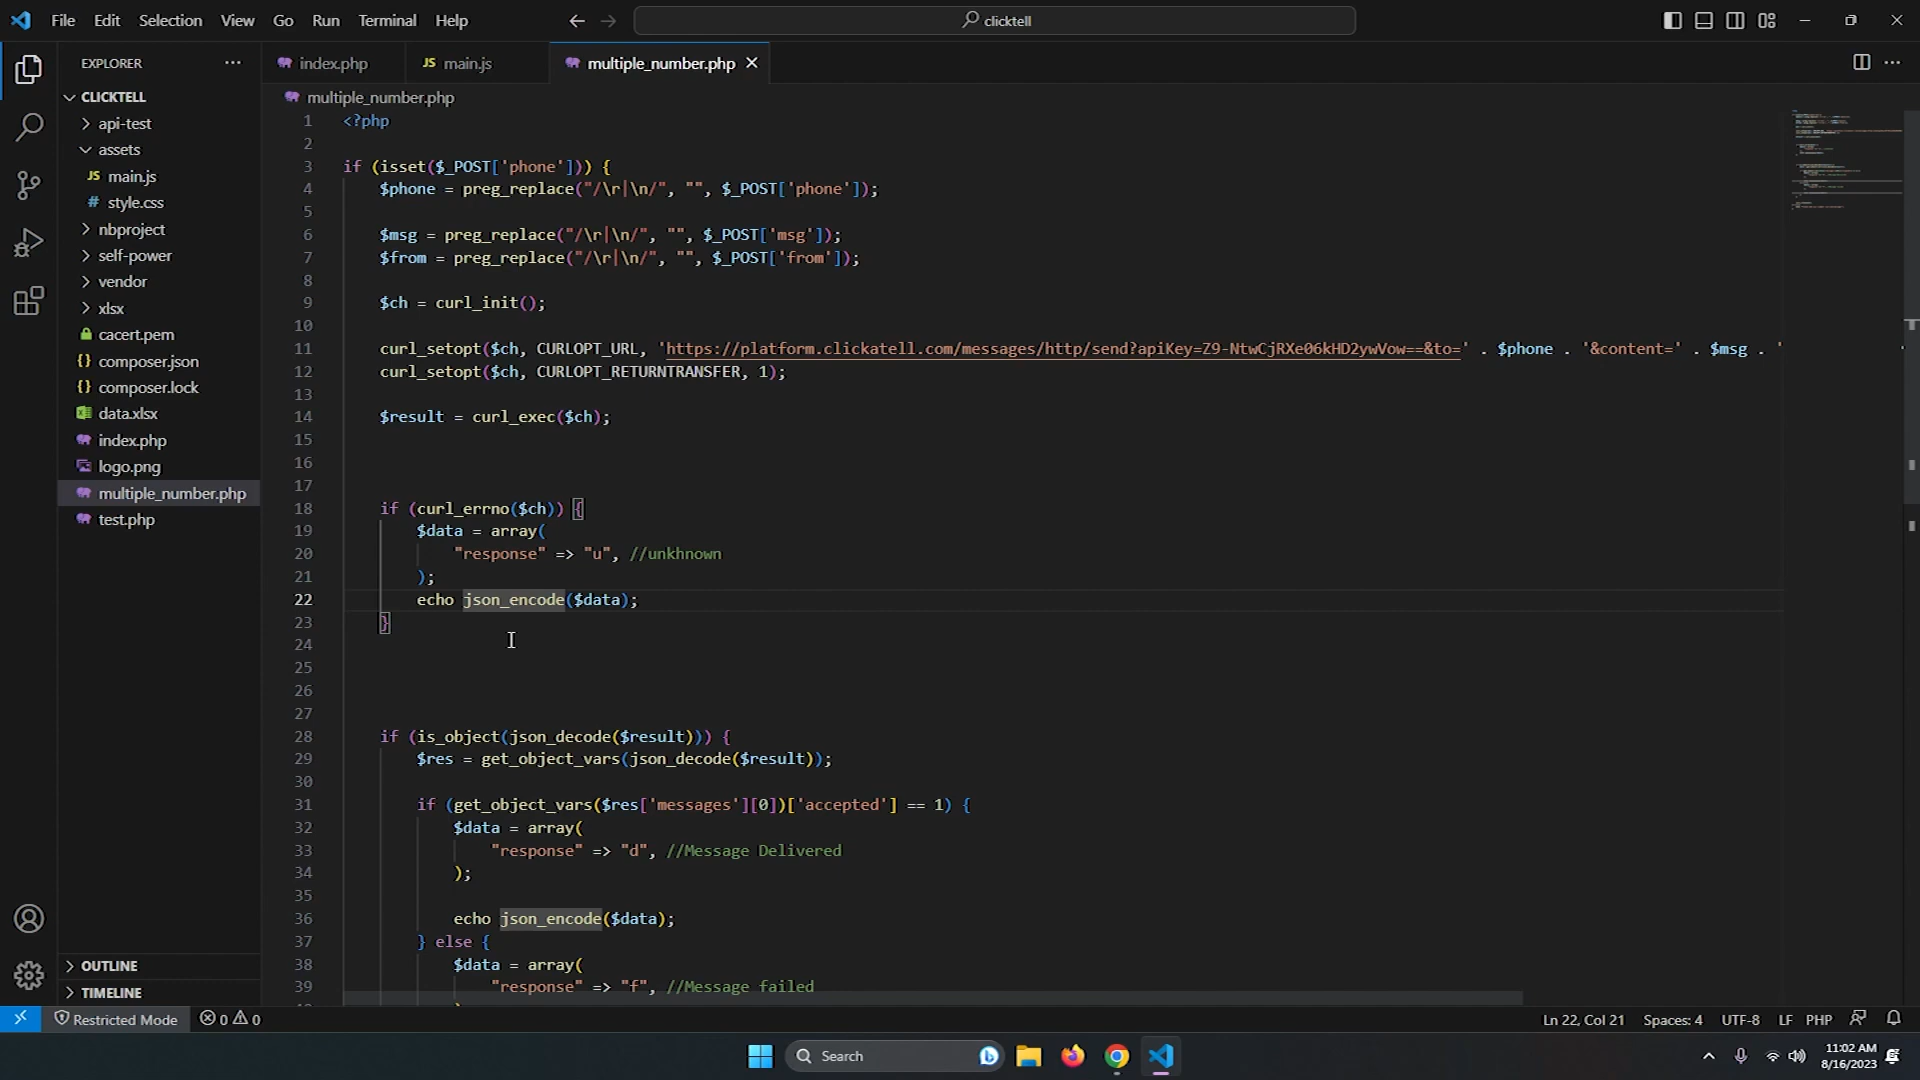 File Edit Selection View Go Run Terminal Help
clicktell
EXPLORER
CLICKTELL
api-test
assets
JS main.js
# style.css
nbproject
self-power
vendor
xlsx
cacert.pem
{} composer.json
{} composer.lock
data.xlsx
index.php
logo.png
multiple_number.php
test.php
OUTLINE
TIMELINE
index.php
JS main.js
multiple_number.php
multiple_number.php
1 <?php
2
3 if (isset($_POST['phone'])) {
4 $phone = preg_replace("/\r|\n/", "", $_POST['phone']);
5
6 $msg = preg_replace("/\r|\n/", "", $_POST['msg']);
7 $from = preg_replace("/\r|\n/", "", $_POST['from']);
8
9 $ch = curl_init();
10
11 curl_setopt($ch, CURLOPT_URL, 'https://platform.clickatell.com/messages/http/send?apiKey=Z9-NtwCjRXe06kHD2ywVow==&to=' . $phone . '&content=' . $msg . '
12 curl_setopt($ch, CURLOPT_RETURNTRANSFER, 1);
13
14 $result = curl_exec($ch);
15
16
17
18 if (curl_errno($ch)) {
19 $data = array(
20 "response" => "u", //unkhnown
21 );
22 echo json_encode($data);
23 }
24
25
26
27
28 if (is_object(json_decode($result))) {
29 $res = get_object_vars(json_decode($result));
30
31 if (get_object_vars($res['messages'][0])['accepted'] == 1) {
32 $data = array(
33 "response" => "d", //Message Delivered
34 );
35
36 echo json_encode($data);
37 } else {
38 $data = array(
39 "response" => "f", //Message failed
Restricted Mode 0 0
Ln 22, Col 21 Spaces: 4 UTF-8 LF PHP
Search
11:02 AM
8/16/2023